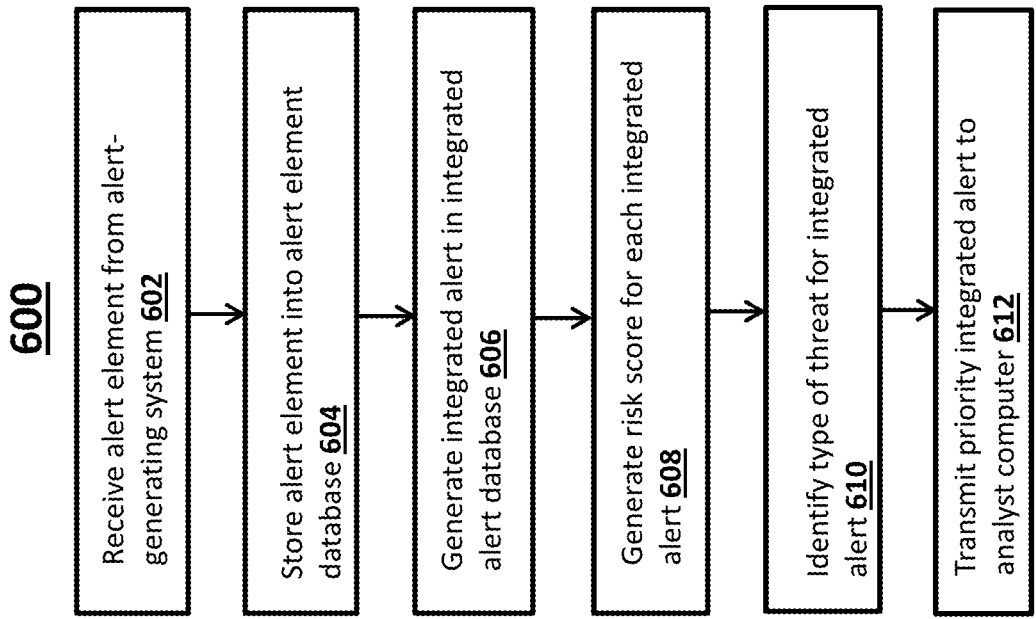 600
Receive alert element from alert-
generating system 602
Store alert element into alert element
database 604
Generate integrated alert in integrated
alert database 606
Generate risk score for each integrated
alert 608
Identify type of threat for integrated
alert 610
Transmit priority integrated alert to
analyst computer 612